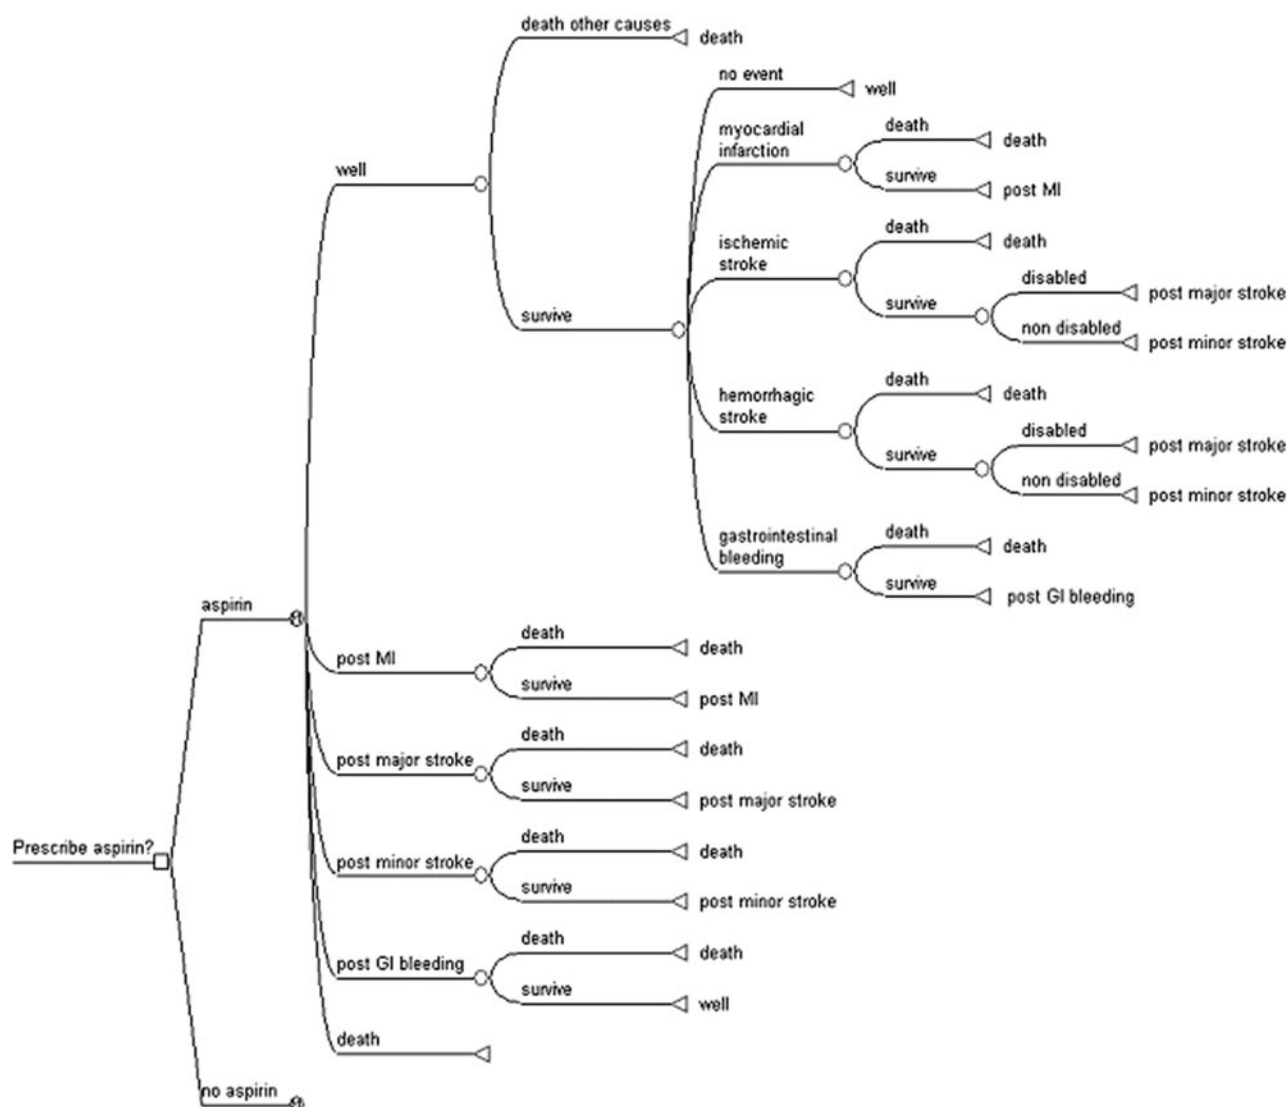 death other causes
death
no event
well
myocardial
infarction
death
death
survive
post MI
well
ischemic
stroke
death
death
survive
disabled
post major stroke
non disabled
post minor stroke
survive
hemorrhagic
stroke
death
death
survive
disabled
post major stroke
non disabled
post minor stroke
gastrointestinal
bleeding
death
death
survive
post GI bleeding
aspirin
post MI
death
death
survive
post MI
post major stroke
death
death
survive
post major stroke
Prescribe aspirin?
post minor stroke
death
death
survive
post minor stroke
post GI bleeding
death
death
survive
well
death
no aspirin